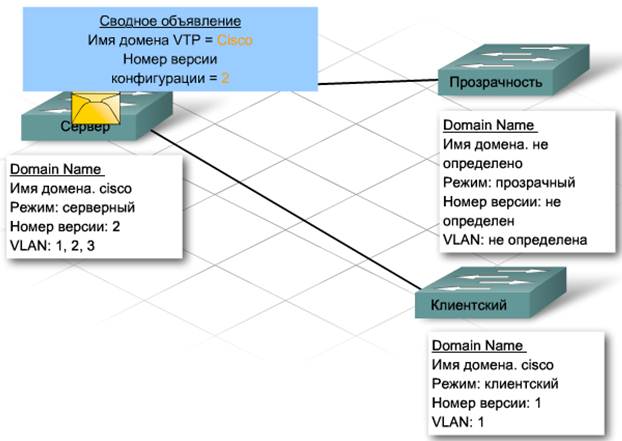 Сводное объявление
Имя домена VTP = Cisco
Номер версии
конфигурации = 2
Сервер
Прозрачность
Domain Name
Имя домена. cisco
Режим: серверный
Номер версии: 2
VLAN: 1, 2, 3
Domain Name
Имя домена. не
определено
Режим: прозрачный
Номер версии: не
определен
VLAN: не определена
Клиентский
Domain Name
Имя домена. cisco
Режим: клиентский
Номер версии: 1
VLAN: 1